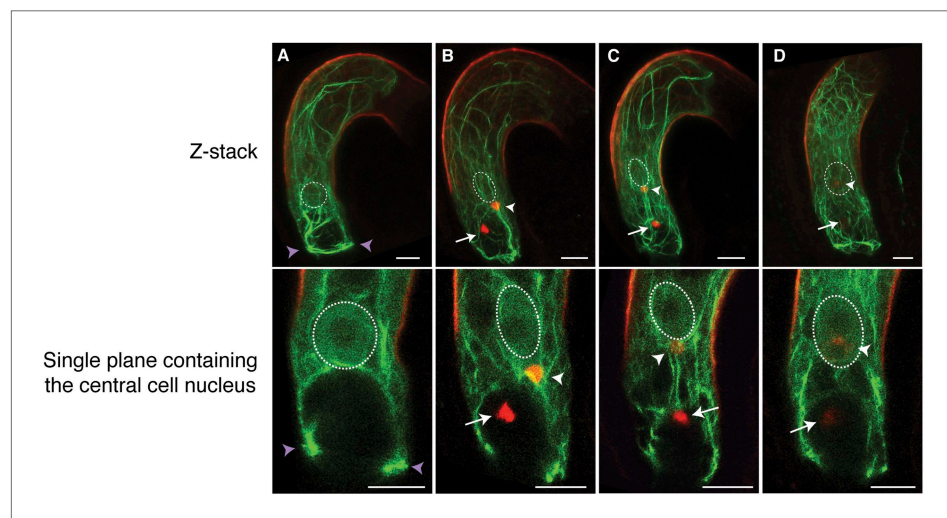 A
B
C
D
Z-stack
Single plane containing
the central cell nucleus